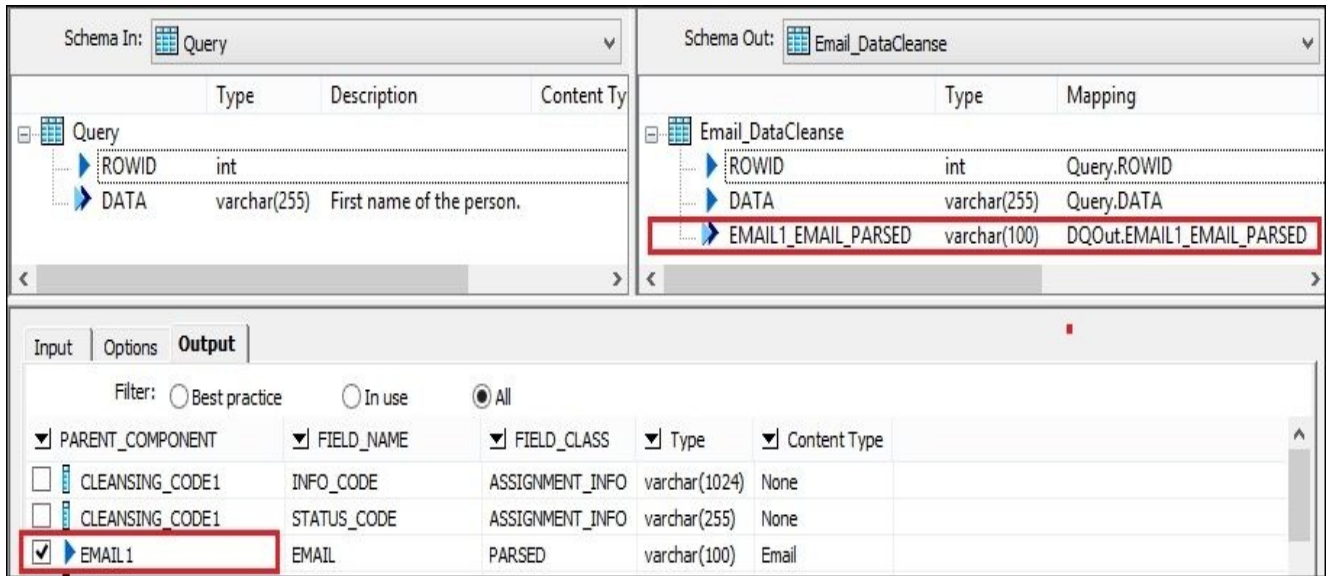 Schema In: Query
Schema Out: Email_DataCleanse
Type Description Content Ty
Type Mapping
Query
ROWID int
DATA varchar(255) First name of the person.
Email_DataCleanse
ROWID int Query.ROWID
DATA varchar(255) Query.DATA
EMAIL1_EMAIL_PARSED varchar(100) DQOut.EMAIL1_EMAIL_PARSED
Input Options Output
Filter: Best practice In use All
PARENT_COMPONENT FIELD_NAME FIELD_CLASS Type Content Type
CLEANSING_CODE1 INFO_CODE ASSIGNMENT_INFO varchar(1024) None
CLEANSING_CODE1 STATUS_CODE ASSIGNMENT_INFO varchar(255) None
EMAIL1 EMAIL PARSED varchar(100) Email